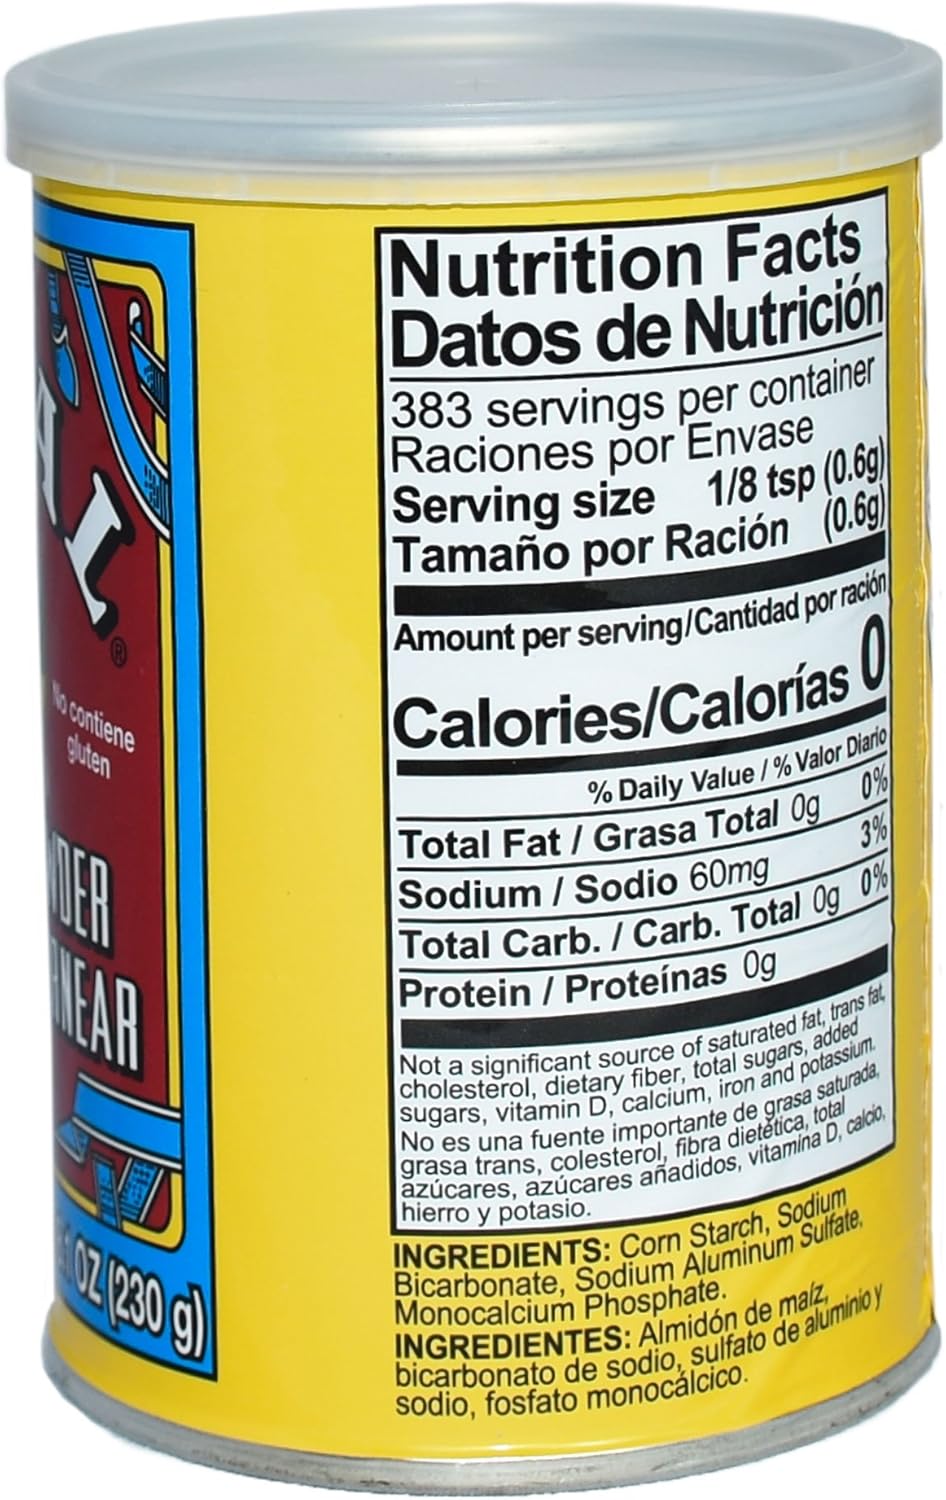 AL
®
No contiene
gluten
DER
NEAR
1 OZ (230 g)
Nutrition Facts
Datos de Nutrición
383 servings per container
Raciones por Envase
Serving size 1/8 tsp (0.6g)
Tamaño por Ración (0.6g)
Amount per serving/Cantidad por ración
Calories/Calorías 0
% Daily Value / % Valor Diario
Total Fat / Grasa Total 0g 0%
Sodium / Sodio 60mg 3%
Total Carb. / Carb. Total 0g 0%
Protein / Proteínas 0g
Not a significant source of saturated fat, trans fat,
cholesterol, dietary fiber, total sugars, added
sugars, vitamin D, calcium, iron and potassium.
No es una fuente importante de grasa saturada,
grasa trans, colesterol, fibra dietética, total
azúcares, azúcares añadidos, vitamina D, calcio,
hierro y potasio.
INGREDIENTS: Corn Starch, Sodium
Bicarbonate, Sodium Aluminum Sulfate,
Monocalcium Phosphate.
INGREDIENTES: Almidón de maíz,
bicarbonato de sodio, sulfato de aluminio y
sodio, fosfato monocálcico.